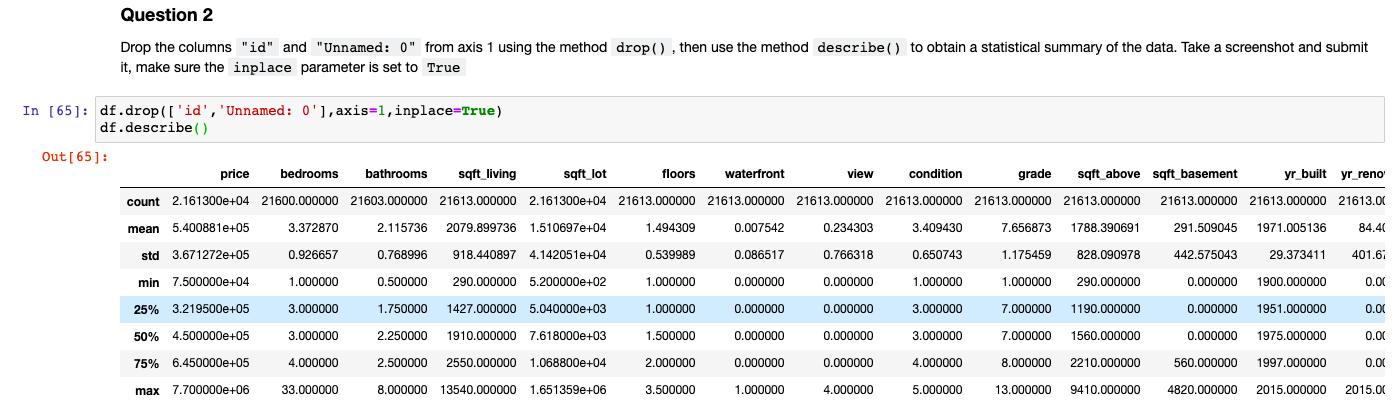 Question 2
Drop the columns "id" and "Unnamed: 0" from axis 1 using the method drop() , then use the method describe() to obtain a statistical summary of the data. Take a screenshot and submit
it, make sure the inplace parameter is set to True
In [65]: df.drop(['id','Unnamed: 0'],axis=1,inplace=True)
df.describe()
Out[65]:
price bedrooms bathrooms sqft_living sqft_lot floors waterfront view condition grade sqft_above sqft_basement yr_built yr_reno
count 2.161300e+04 21600.000000 21603.000000 21613.000000 2.161300e+04 21613.000000 21613.000000 21613.000000 21613.000000 21613.000000 21613.000000 21613.000000 21613.000000 21613.00
mean 5.400881e+05 3.372870 2.115736 2079.899736 1.510697e+04 1.494309 0.007542 0.234303 3.409430 7.656873 1788.390691 291.509045 1971.005136 84.40
std 3.671272e+05 0.926657 0.768996 918.440897 4.142051e+04 0.539989 0.086517 0.766318 0.650743 1.175459 828.090978 442.575043 29.373411 401.67
min 7.500000e+04 1.000000 0.500000 290.000000 5.200000e+02 1.000000 0.000000 0.000000 1.000000 1.000000 290.000000 0.000000 1900.000000 0.00
25% 3.219500e+05 3.000000 1.750000 1427.000000 5.040000e+03 1.000000 0.000000 0.000000 3.000000 7.000000 1190.000000 0.000000 1951.000000 0.00
50% 4.500000e+05 3.000000 2.250000 1910.000000 7.618000e+03 1.500000 0.000000 0.000000 3.000000 7.000000 1560.000000 0.000000 1975.000000 0.00
75% 6.450000e+05 4.000000 2.500000 2550.000000 1.068800e+04 2.000000 0.000000 0.000000 4.000000 8.000000 2210.000000 560.000000 1997.000000 0.00
max 7.700000e+06 33.000000 8.000000 13540.000000 1.651359e+06 3.500000 1.000000 4.000000 5.000000 13.000000 9410.000000 4820.000000 2015.000000 2015.00